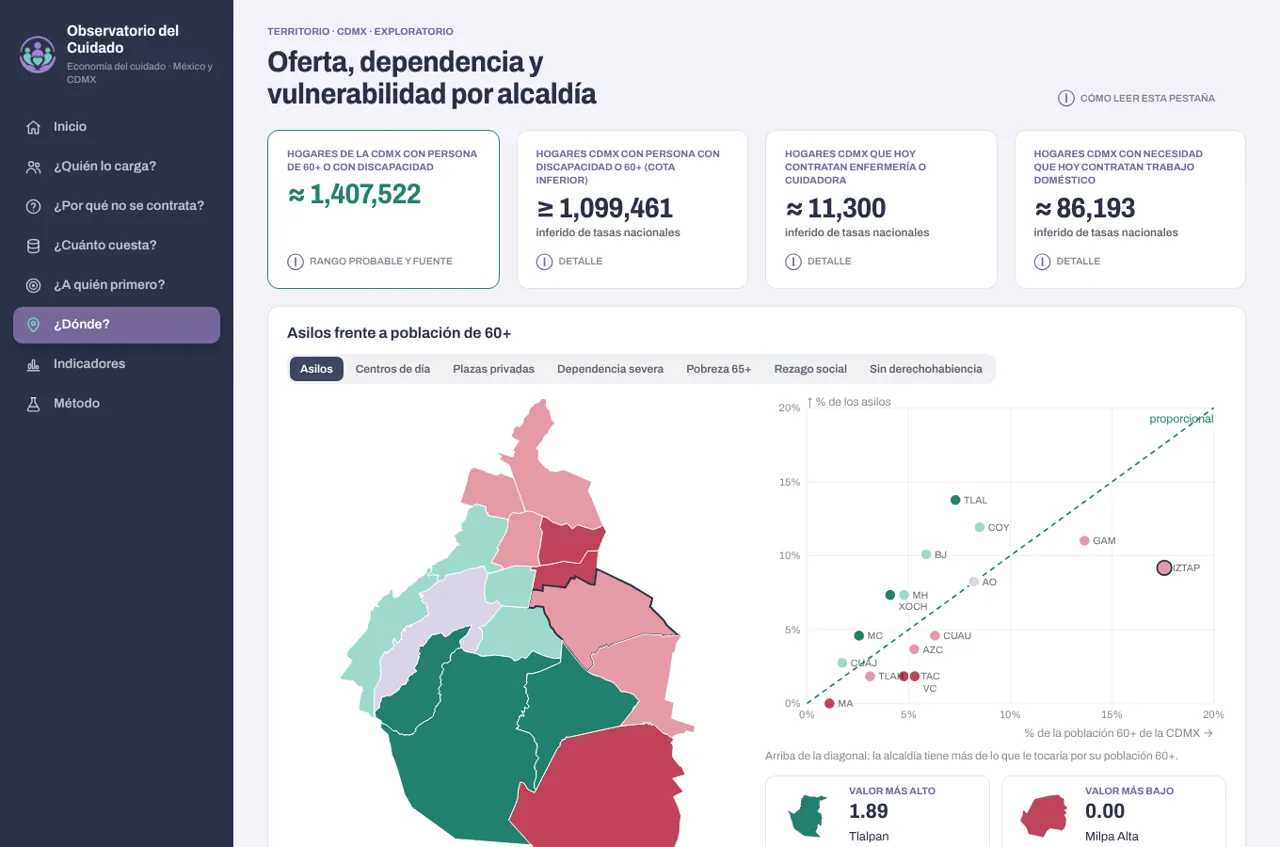 Observatorio del
Cuidado
Economía del cuidado · México y
CDMX
Inicio
¿Quién lo carga?
¿Por qué no se contrata?
¿Cuánto cuesta?
¿A quién primero?
¿Dónde?
Indicadores
Método
TERRITORIO · CDMX · EXPLORATORIO
Oferta, dependencia y
vulnerabilidad por alcaldía
CÓMO LEER ESTA PESTAÑA
HOGARES DE LA CDMX CON PERSONA
DE 60+ O CON DISCAPACIDAD
≈ 1,407,522
RANGO PROBABLE Y FUENTE
HOGARES CDMX CON PERSONA CON
DISCAPACIDAD O 60+ (COTA
INFERIOR)
≥ 1,099,461
inferido de tasas nacionales
DETALLE
HOGARES CDMX QUE HOY
CONTRATAN ENFERMERÍA O
CUIDADORA
≈ 11,300
inferido de tasas nacionales
DETALLE
HOGARES CDMX CON NECESIDAD
QUE HOY CONTRATAN TRABAJO
DOMÉSTICO
≈ 86,193
inferido de tasas nacionales
DETALLE
Asilos frente a población de 60+
Asilos
Centros de día
Plazas privadas
Dependencia severa
Pobreza 65+
Rezago social
Sin derechohabiencia
↑ % de los asilos
20%
proporcional
15%
TLAL
COY
GAM
10%
BJ
IZTAP
AO
MH
XOCH
5%
MC
CUAU
AZC
CUAJ
TLAH
TAC
VC
0%
MA
0%
5%
10%
15%
20%
% de la población 60+ de la CDMX →
Arriba de la diagonal: la alcaldía tiene más de lo que le tocaría por su población 60+.
VALOR MÁS ALTO
1.89
Tlalpan
VALOR MÁS BAJO
0.00
Milpa Alta